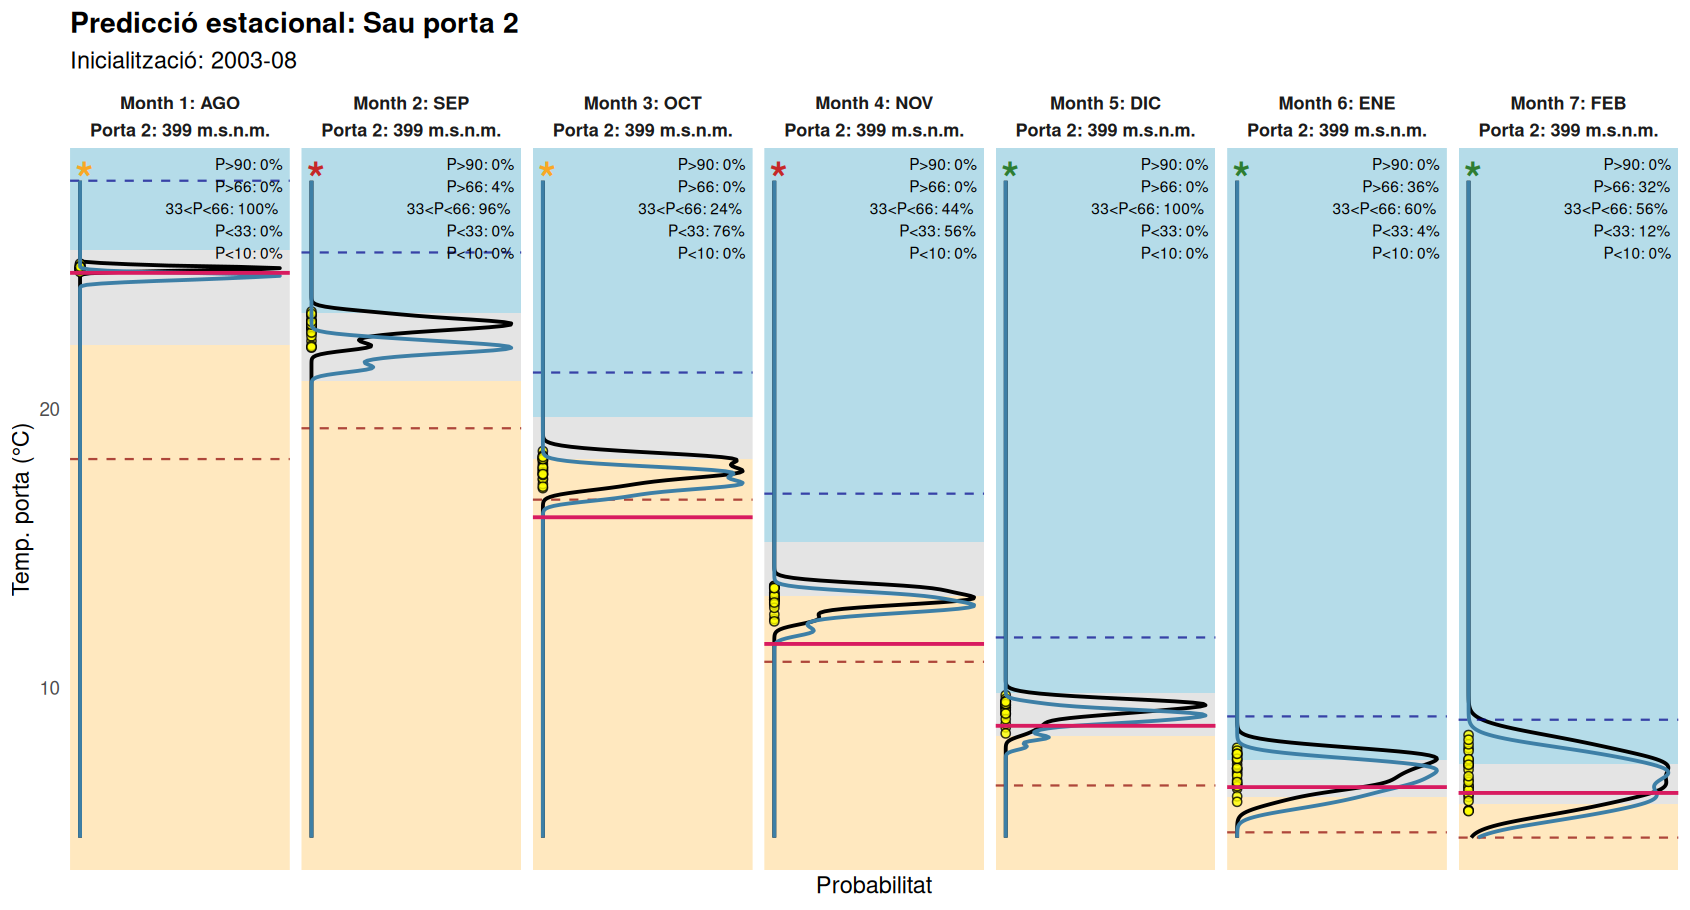 Predicció estacional: Sau porta 2
Inicialització: 2003-08
Month 1: AGO
Porta 2: 399 m.s.n.m.
Month 2: SEP
Porta 2: 399 m.s.n.m.
Month 3: OCT
Porta 2: 399 m.s.n.m.
Month 4: NOV
Porta 2: 399 m.s.n.m.
Month 5: DIC
Porta 2: 399 m.s.n.m.
Month 6: ENE
Porta 2: 399 m.s.n.m.
Month 7: FEB
Porta 2: 399 m.s.n.m.
*
P>90: 0%
P>66: 0%
33<P<66: 100%
P<33: 0%
P<10: 0%
*
P>90: 0%
P>66: 4%
33<P<66: 96%
P<33: 0%
P<10: 0%
*
P>90: 0%
P>66: 0%
33<P<66: 24%
P<33: 76%
P<10: 0%
*
P>90: 0%
P>66: 0%
33<P<66: 44%
P<33: 56%
P<10: 0%
*
P>90: 0%
P>66: 0%
33<P<66: 100%
P<33: 0%
P<10: 0%
*
P>90: 0%
P>66: 36%
33<P<66: 60%
P<33: 4%
P<10: 0%
*
P>90: 0%
P>66: 32%
33<P<66: 56%
P<33: 12%
P<10: 0%
20
10
Temp. porta (°C)
Probabilitat